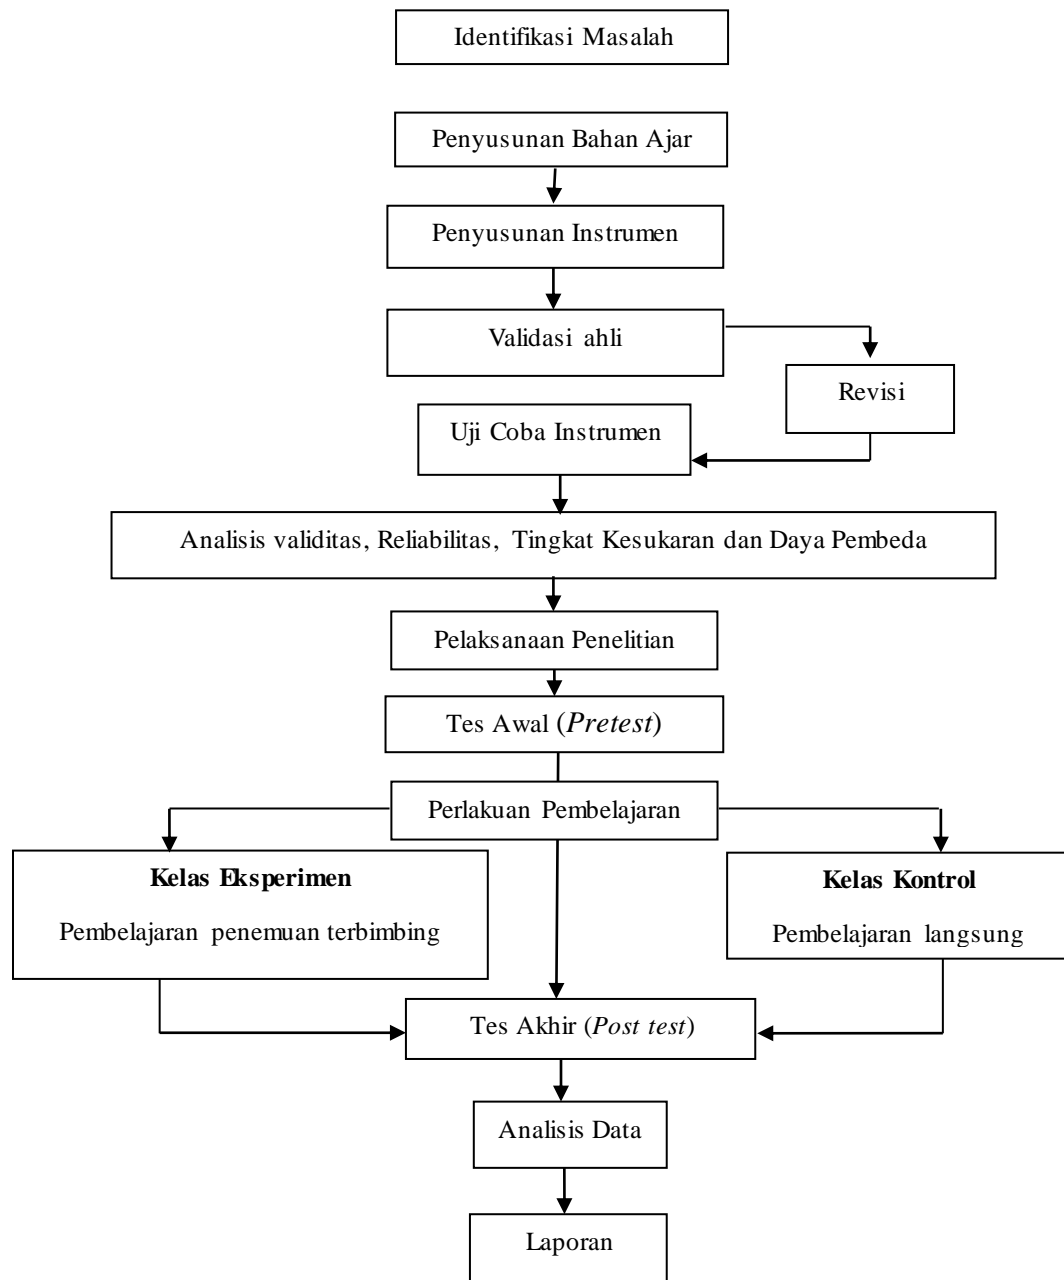 Identifikasi Masalah
Penyusunan Bahan Ajar
Penyusunan Instrumen
Validasi ahli
Revisi
Uji Coba Instrumen
Analisis validitas, Reliabilitas, Tingkat Kesukaran dan Daya Pembeda
Pelaksanaan Penelitian
Tes Awal (Pretest)
Perlakuan Pembelajaran
Kelas Eksperimen
Pembelajaran penemuan terbimbing
Kelas Kontrol
Pembelajaran langsung
Tes Akhir (Post test)
Analisis Data
Laporan